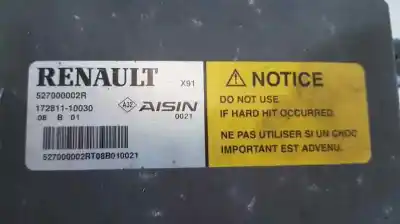 RENAULT X91
527000002R
172811-10030 A32 AISIN
08 B 01 0021
527000002RT08B010021
NOTICE
DO NOT USE
IF HARD HIT OCCURRED.
NE PAS UTILISER SI UN CHOC
IMPORTANT EST ADVENU.